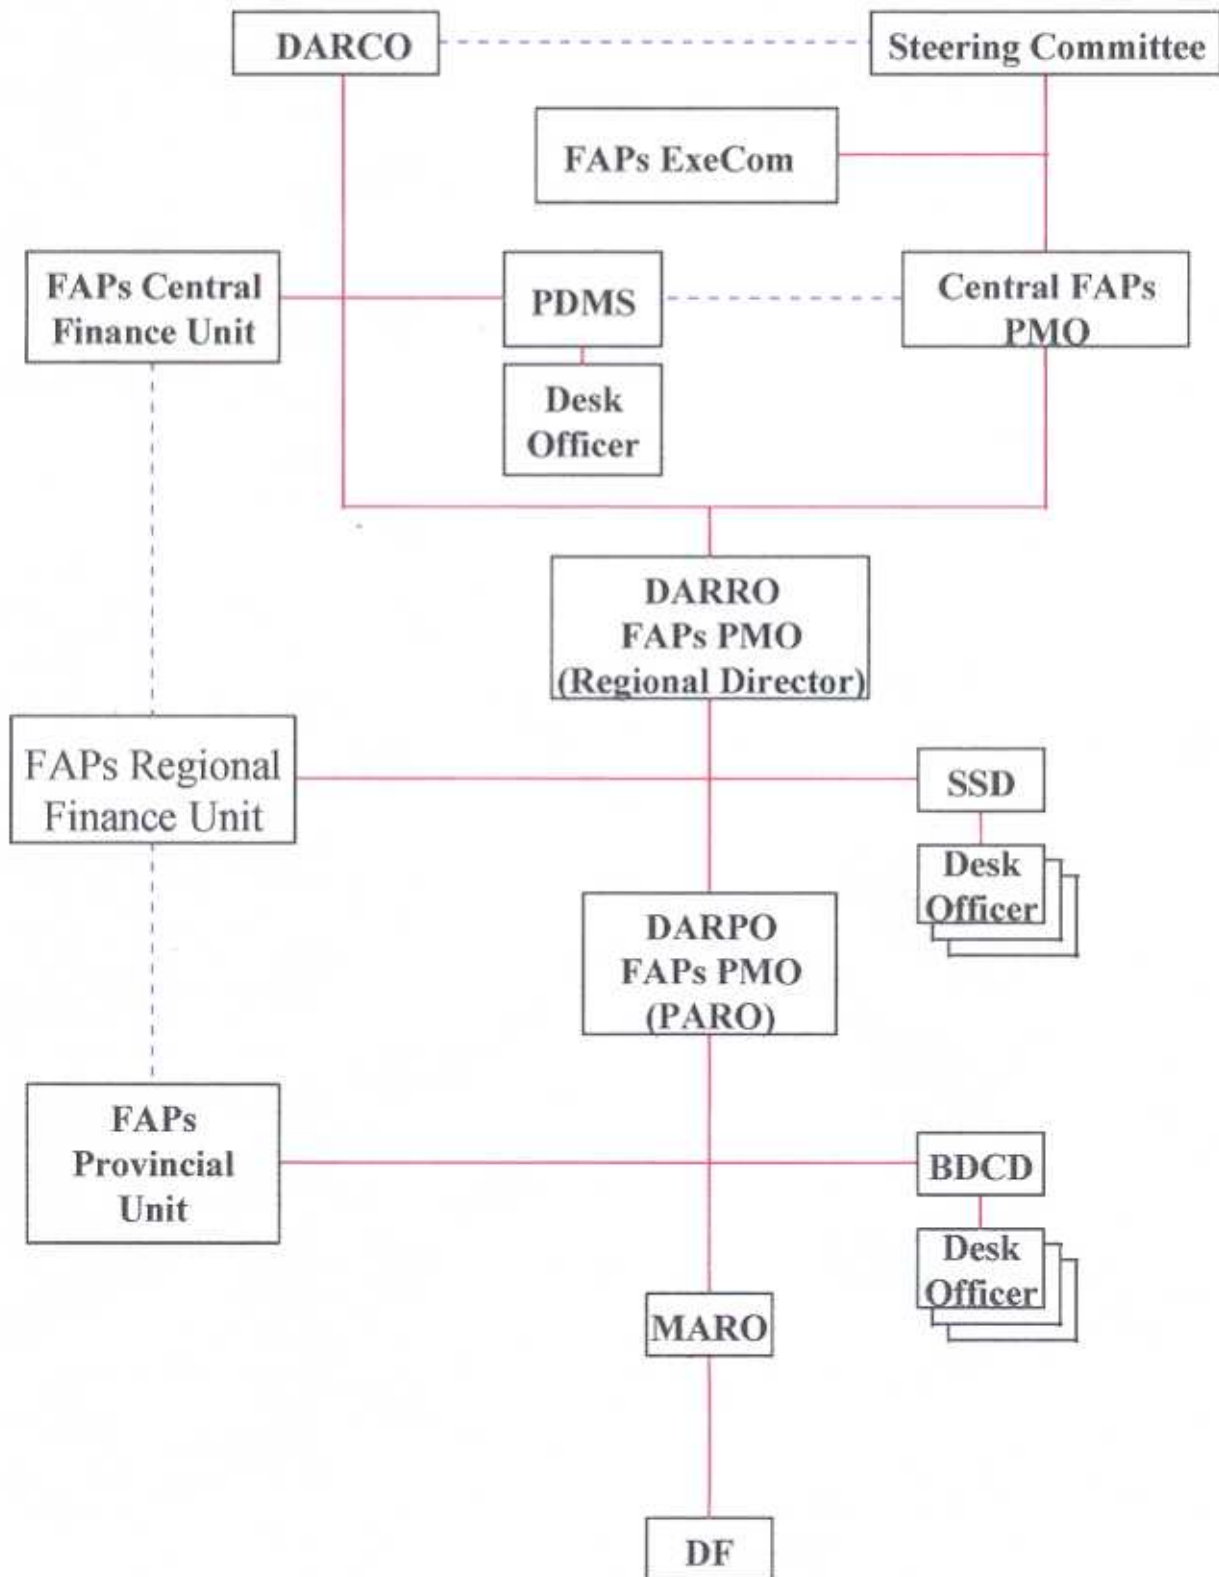 DARCO
Steering Committee
FAPs ExeCom
FAPs Central
Finance Unit
PDMS
Central FAPs
PMO
Desk
Officer
DARRO
FAPs PMO
(Regional Director)
FAPs Regional
Finance Unit
SSD
Desk
Officer
DARPO
FAPs PMO
(PARO)
FAPs
Provincial
Unit
BDCD
Desk
Officer
MARO
DF